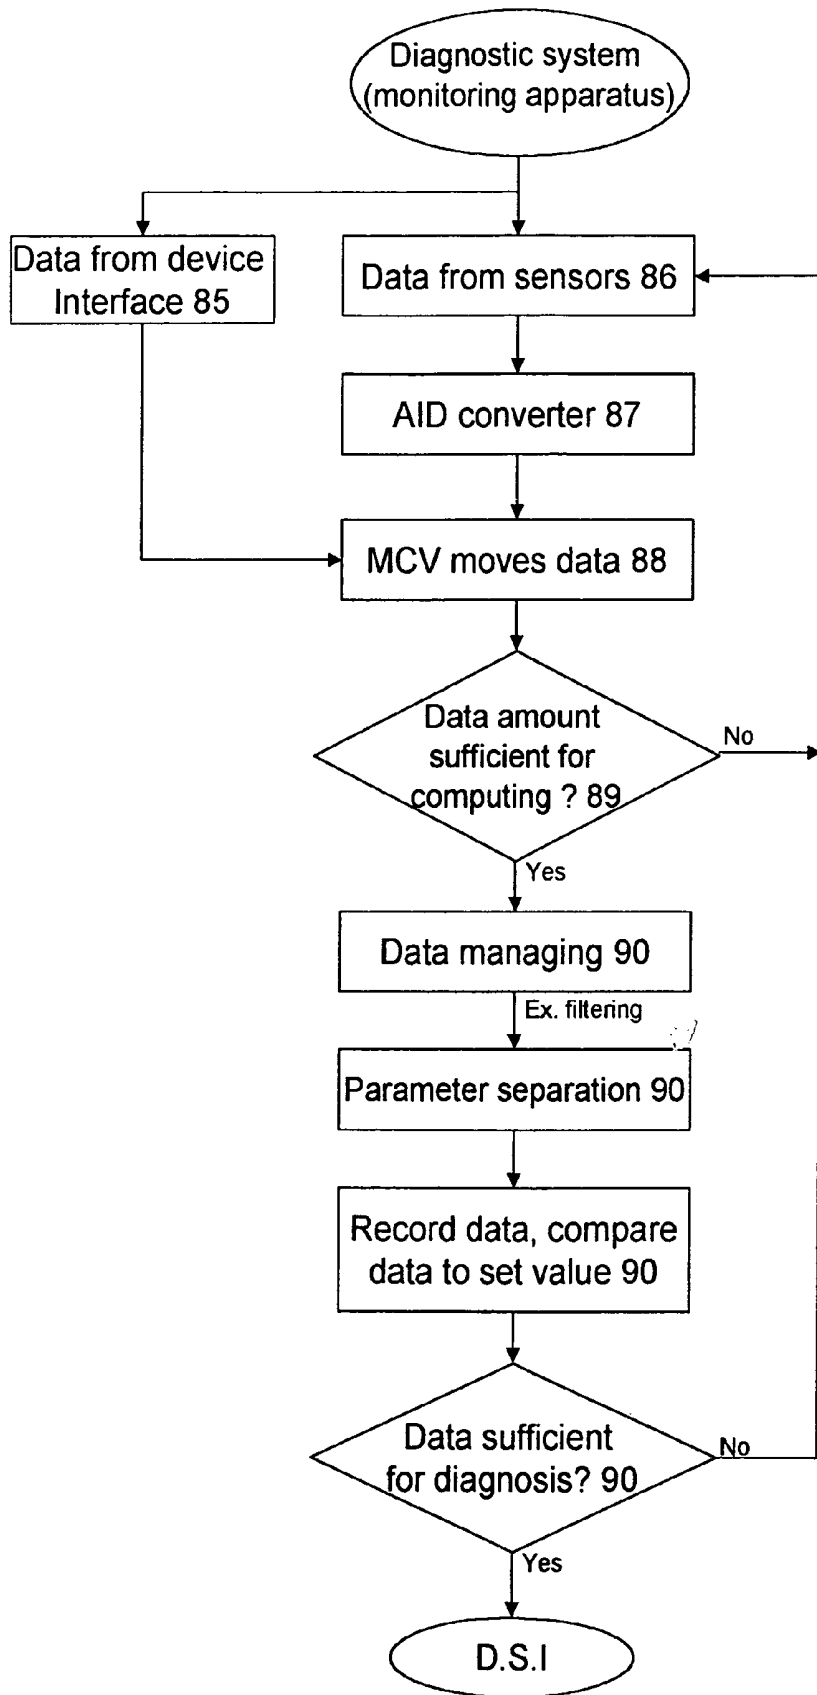 Diagnostic system
(monitoring apparatus)
Data from device
Interface 85
Data from sensors 86
AID converter 87
MCV moves data 88
Data amount
sufficient for
computing ? 89
No
Yes
Data managing 90
Ex. filtering
Parameter separation 90
Record data, compare
data to set value 90
Data sufficient
for diagnosis? 90
No
Yes
D.S.I